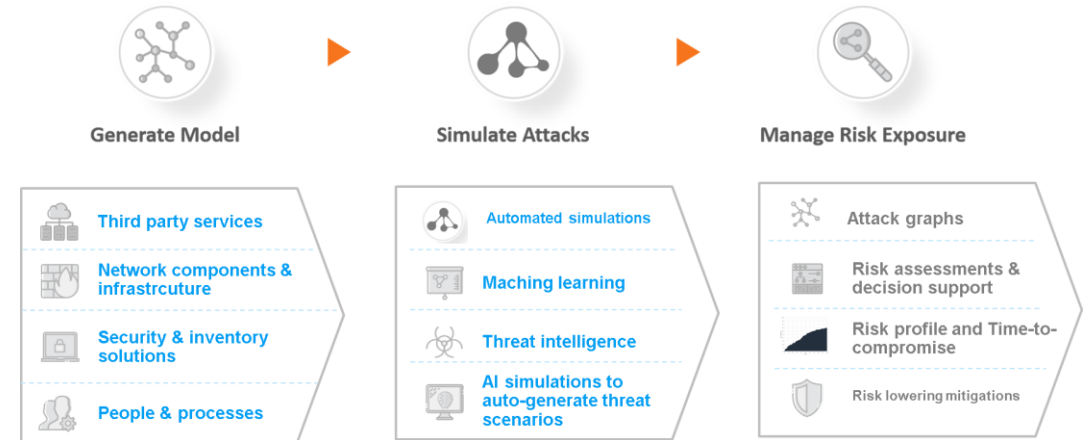 Generate Model
Simulate Attacks
Manage Risk Exposure
Third party services
Network components &
infrastrcuture
Security & inventory
solutions
People & processes
Automated simulations
Maching learning
Threat intelligence
AI simulations to
auto-generate threat
scenarios
Attack graphs
Risk assessments &
decision support
Risk profile and Time-to-
compromise
Risk lowering mitigations